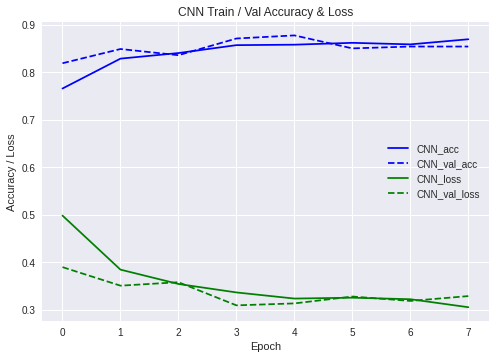 CNN Train / Val Accuracy & Loss
0.9
0.8
0.7
0.6
0.5
0.4
0.3
Accuracy / Loss
CNN_acc
CNN_val_acc
CNN_loss
CNN_val_loss
0 1 2 3 4 5 6 7
Epoch